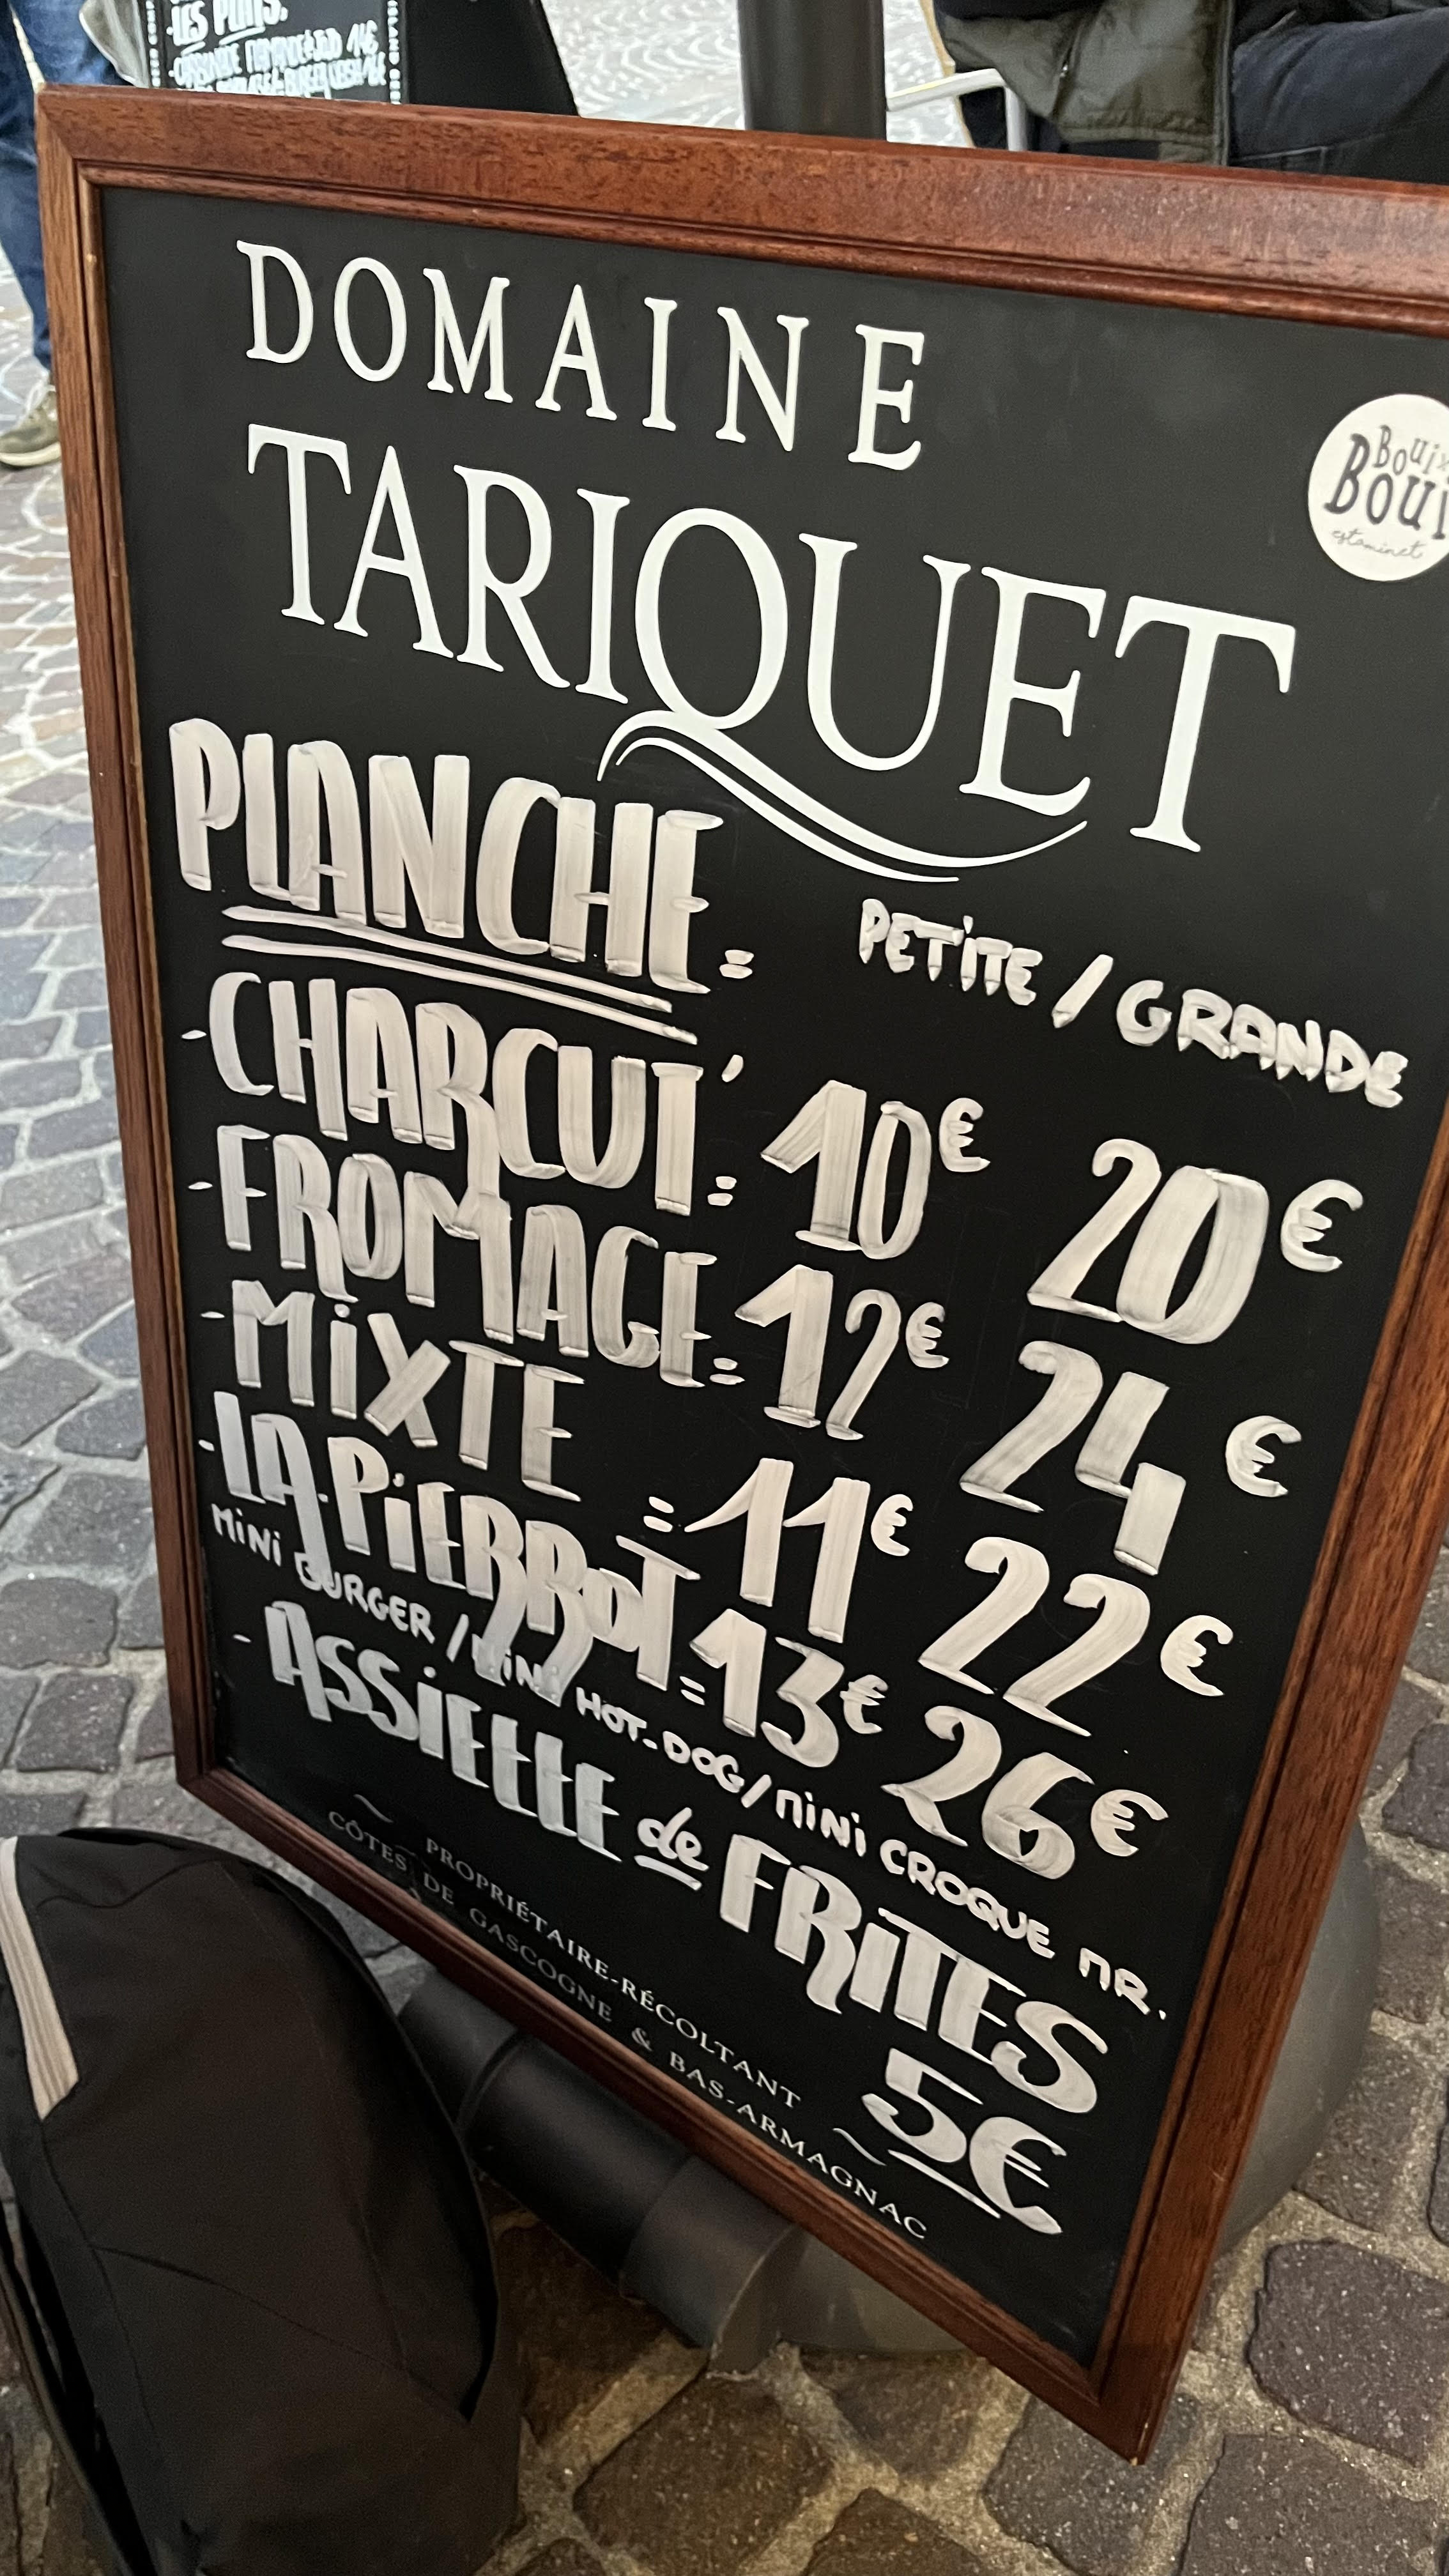 LES PLATS:
DOMAINE
TARIQUET
Boui
Boui
estaminet
PLANCHE:
PETITE / GRANDE
- CHARCUT': 10€ 20€
- FROMAGE: 12€ 24€
- MIXTE : 11€ 22€
- LA PIERROT: 13€ 26€
MINI BURGER / MINI HOT-DOG / MINI CROQUE MR.
- ASSIETTE de FRITES
5€
~ PROPRIÉTAIRE-RÉCOLTANT ~
CÔTES DE GASCOGNE & BAS-ARMAGNAC